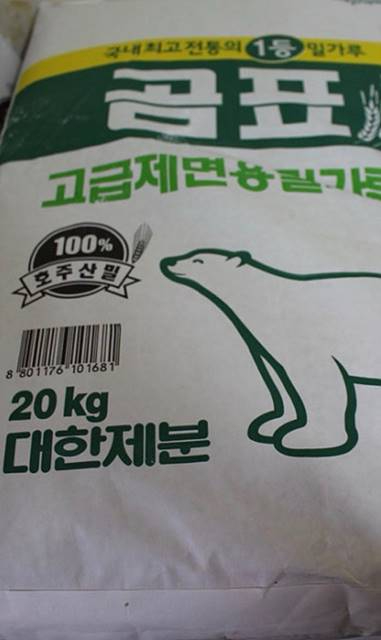 국내 최고 전통의 1등 밀가루
곰표
고급제면용밀가루
100%
호주산밀
8 801176 101681
20 kg
대한제분